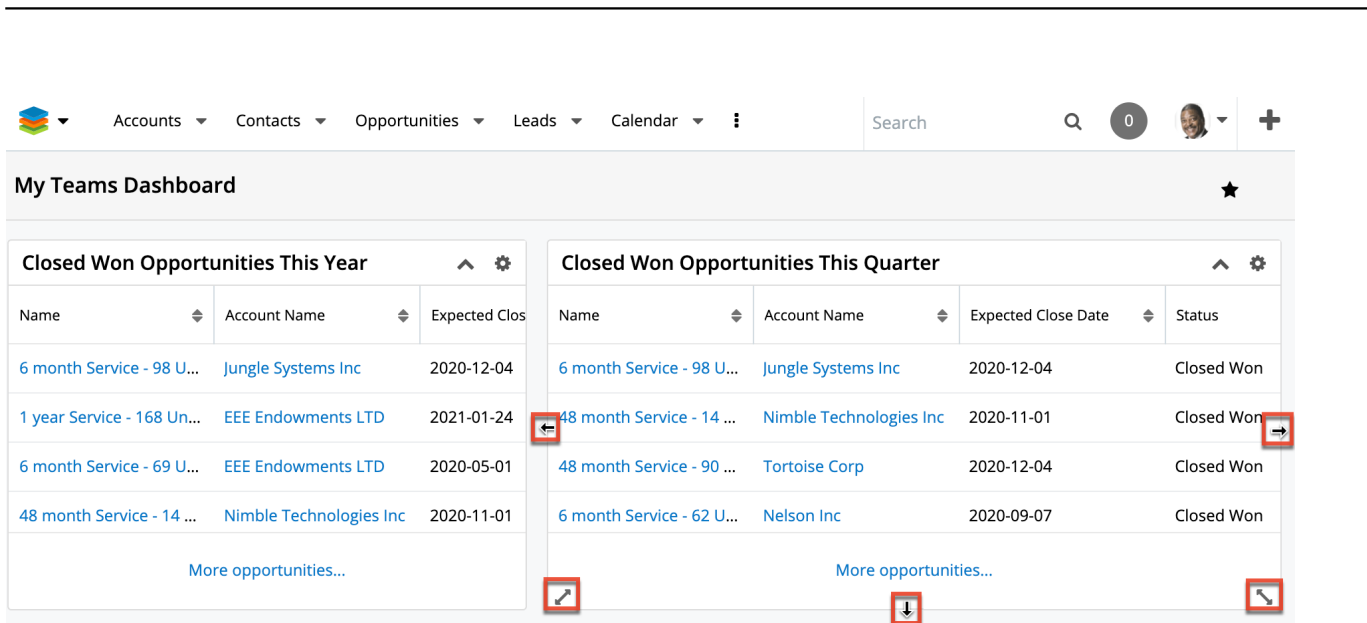 Accounts Contacts Opportunities Leads Calendar Search 0
My Teams Dashboard
Closed Won Opportunities This Year
Name Account Name Expected Clos
6 month Service - 98 U... Jungle Systems Inc 2020-12-04
1 year Service - 168 Un... EEE Endowments LTD 2021-01-24
6 month Service - 69 U... EEE Endowments LTD 2020-05-01
48 month Service - 14 ... Nimble Technologies Inc 2020-11-01
More opportunities...
Closed Won Opportunities This Quarter
Name Account Name Expected Close Date Status
6 month Service - 98 U... Jungle Systems Inc 2020-12-04 Closed Won
48 month Service - 14 ... Nimble Technologies Inc 2020-11-01 Closed Won
48 month Service - 90 ... Tortoise Corp 2020-12-04 Closed Won
6 month Service - 62 U... Nelson Inc 2020-09-07 Closed Won
More opportunities...